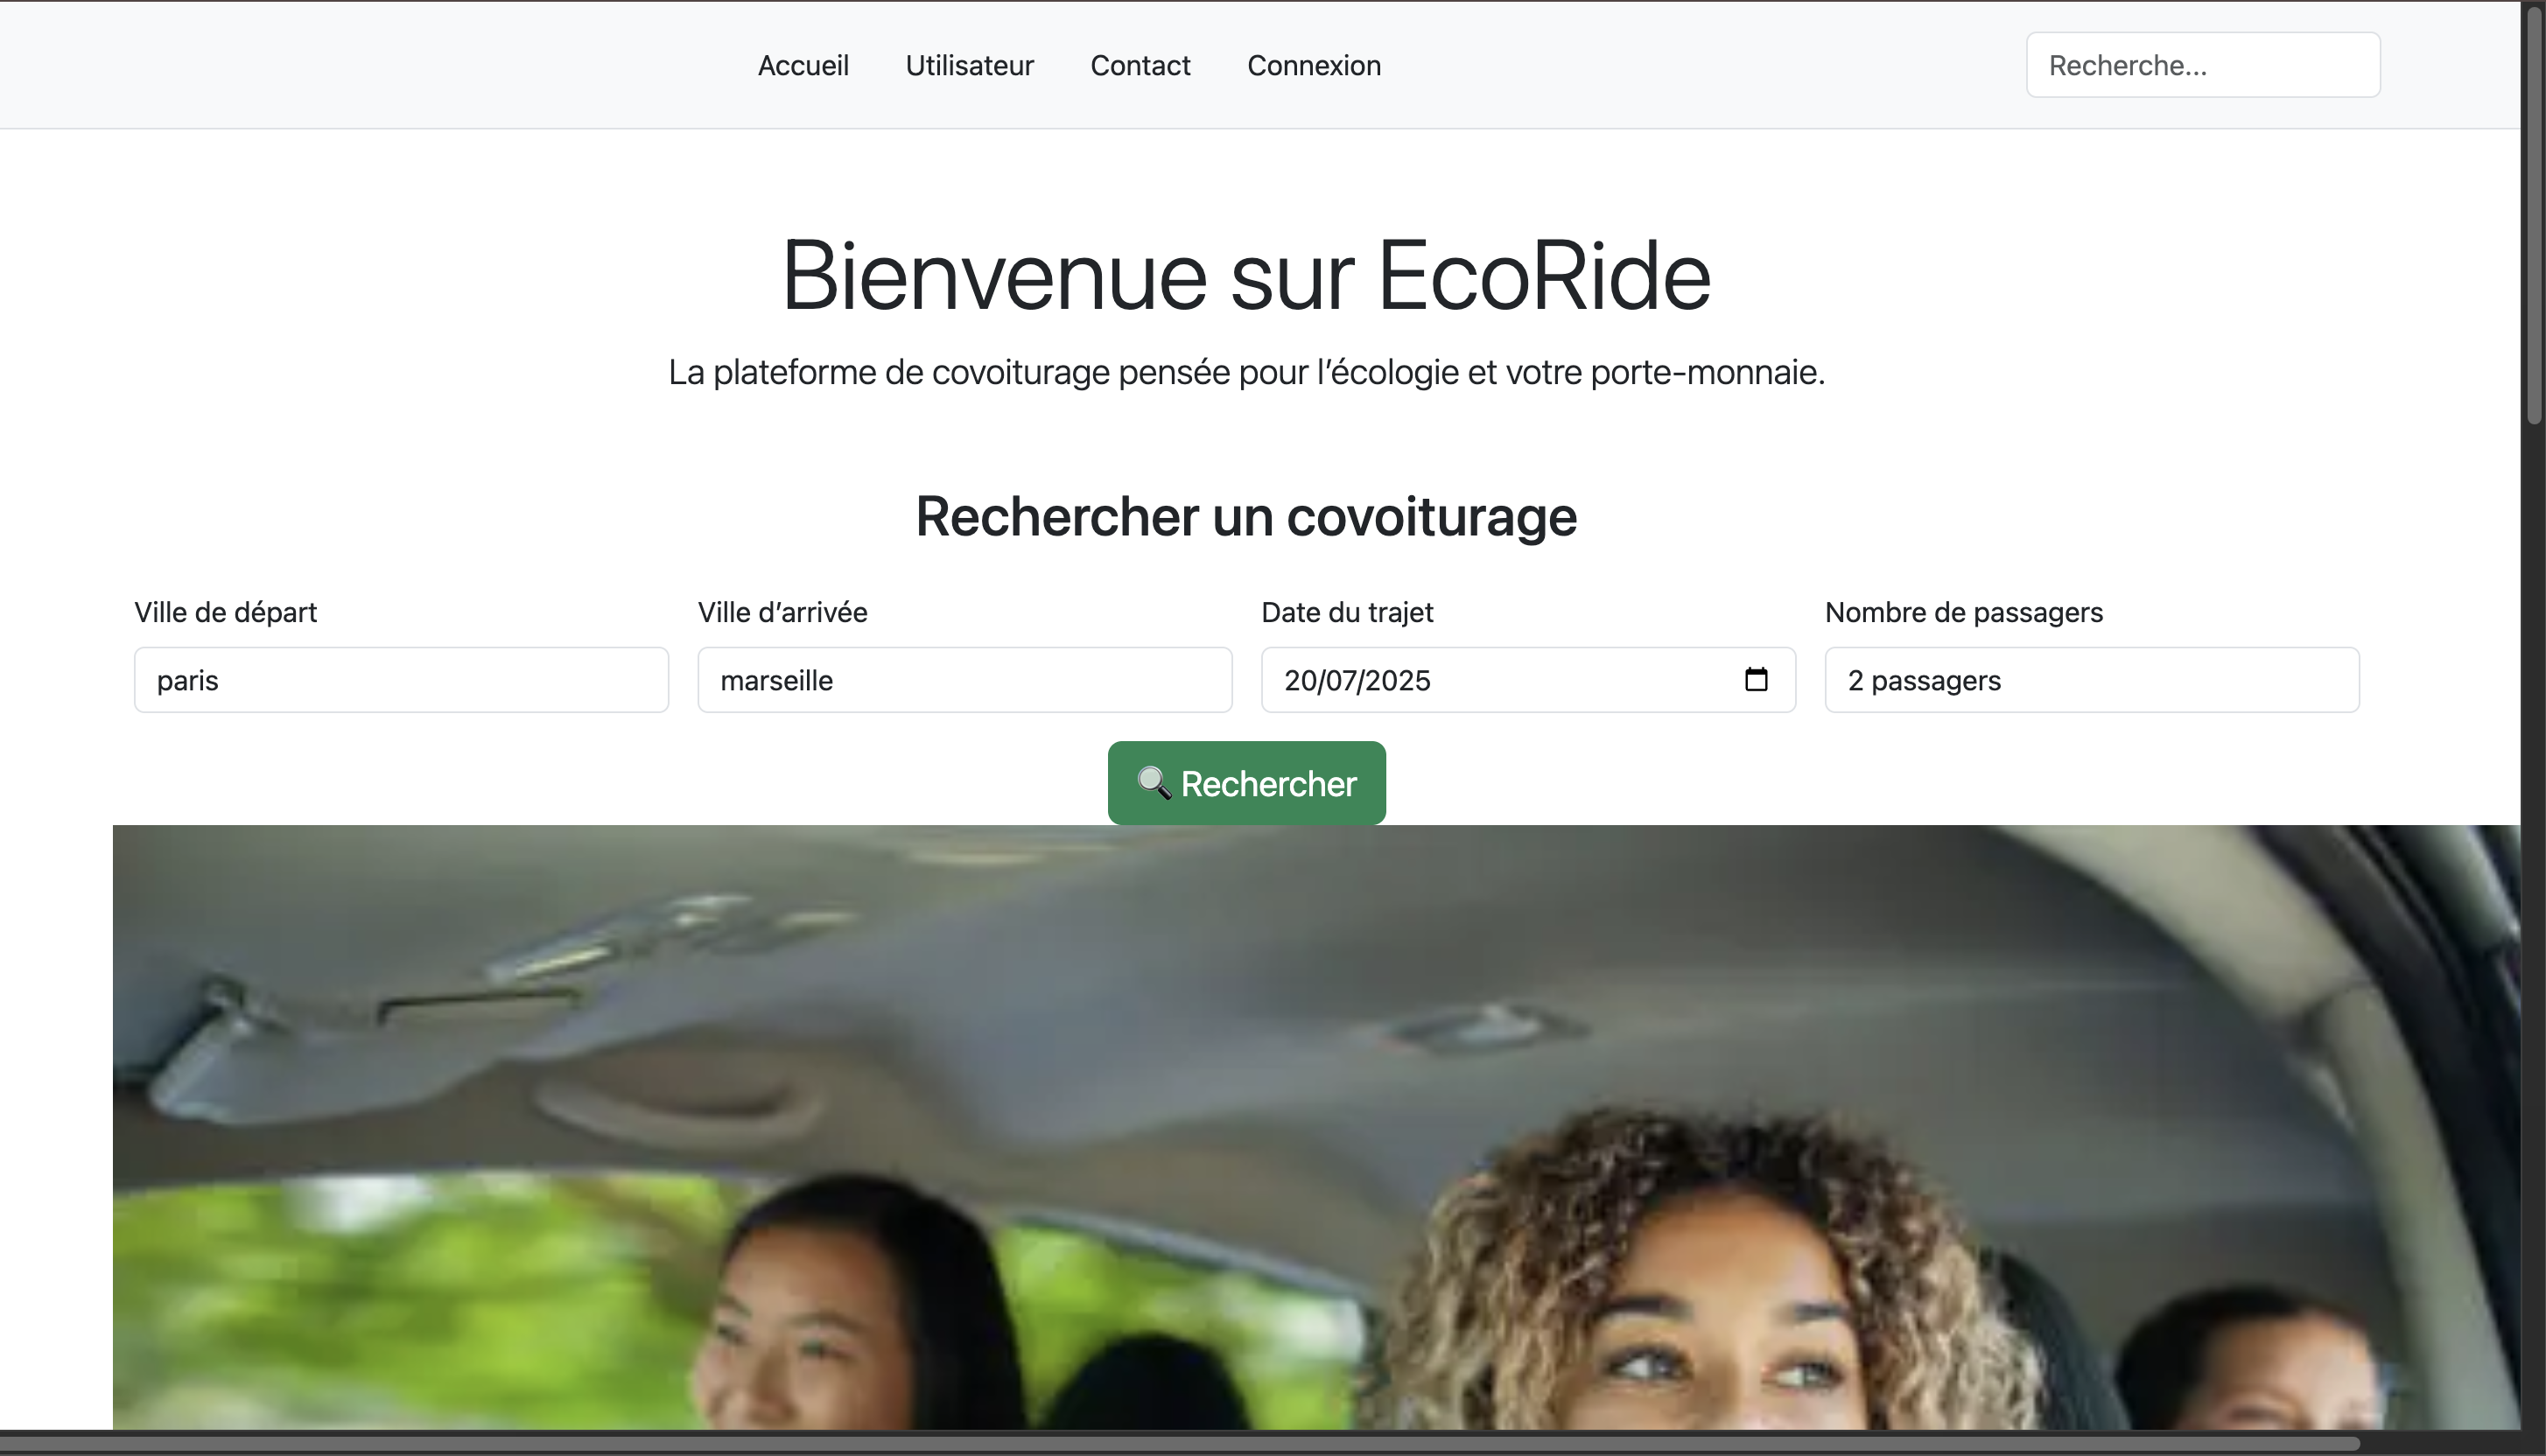 Accueil Utilisateur Contact Connexion Recherche...
Bienvenue sur EcoRide
La plateforme de covoiturage pensée pour l’écologie et votre porte-monnaie.
Rechercher un covoiturage
Ville de départ Ville d’arrivée Date du trajet Nombre de passagers
paris marseille 20/07/2025 2 passagers
🔍 Rechercher